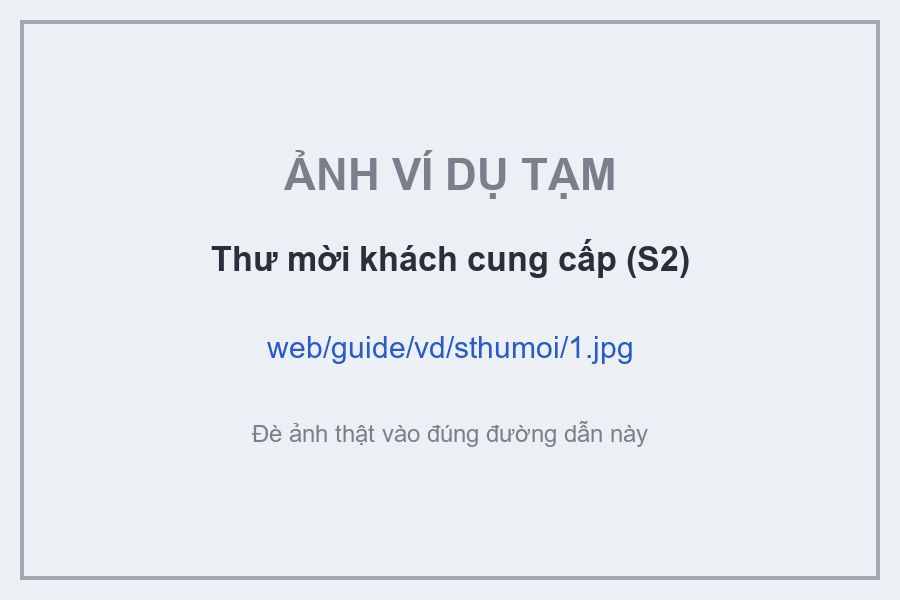 ẢNH VÍ DỤ TẠM
Thư mời khách cung cấp (S2)
web/guide/vd/sthumoi/1.jpg
Đè ảnh thật vào đúng đường dẫn này